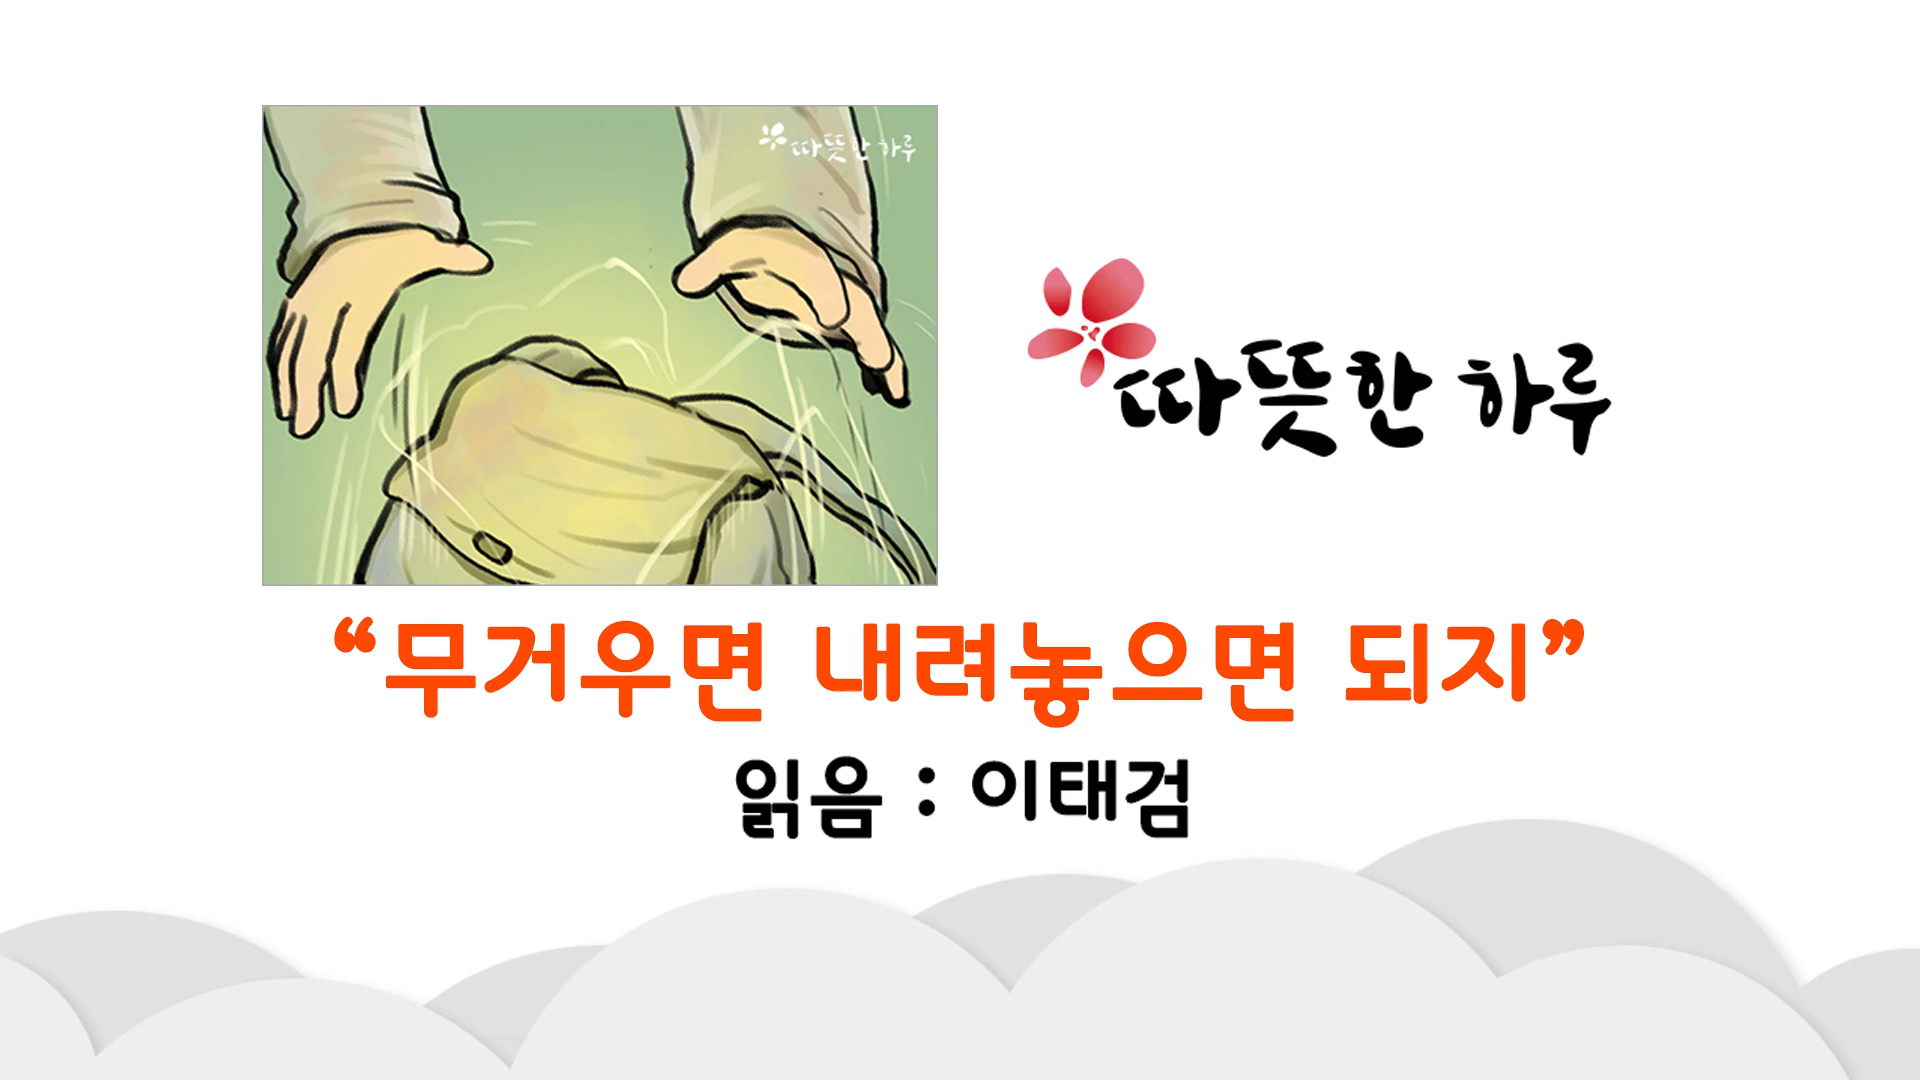 따뜻한 하루
따뜻한 하루
“무거우면 내려놓으면 되지”
읽음 : 이태검